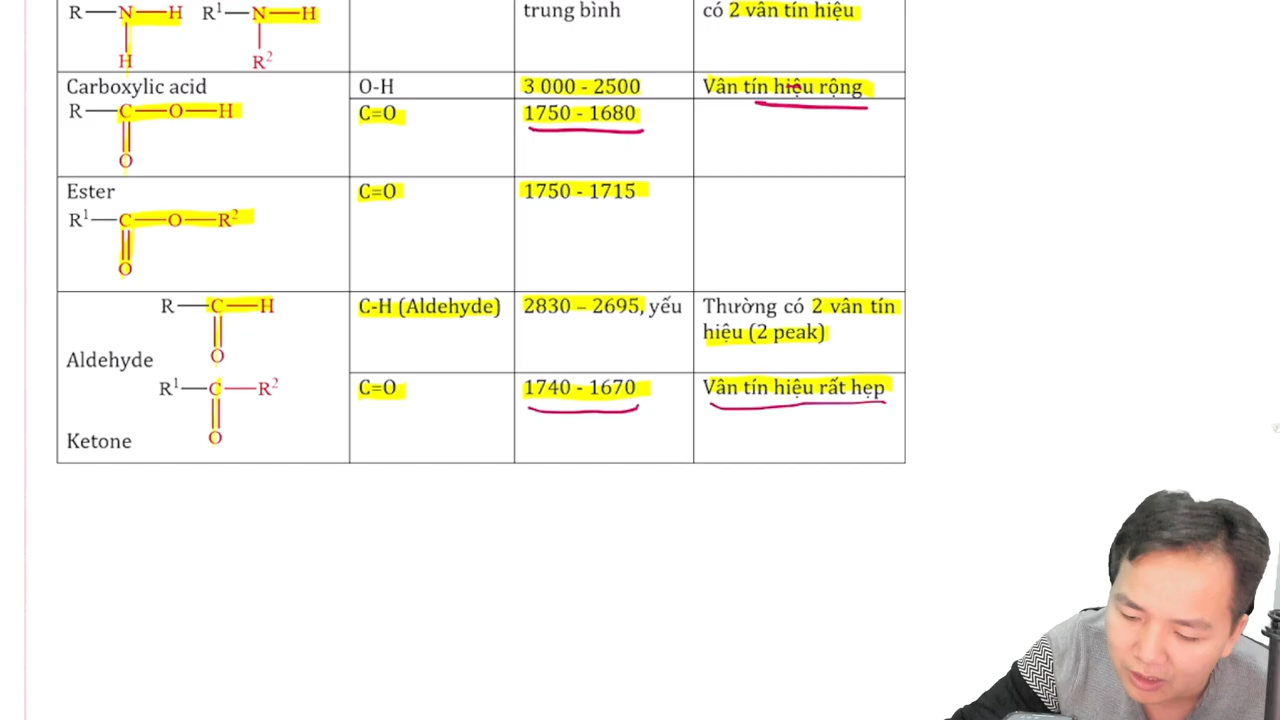 R—N—H R¹—N—H
trung bình
có 2 vân tín hiệu
H
R²
Carboxylic acid
O-H
3 000 - 2500
Vân tín hiệu rộng
R—C—O—H
C=O
1750 - 1680
O
Ester
C=O
1750 - 1715
R¹—C—O—R²
O
R—C—H
C-H (Aldehyde)
2830 – 2695, yếu
Thường có 2 vân tín
hiệu (2 peak)
O
Aldehyde
R¹—C—R²
C=O
1740 - 1670
Vân tín hiệu rất hẹp
O
Ketone